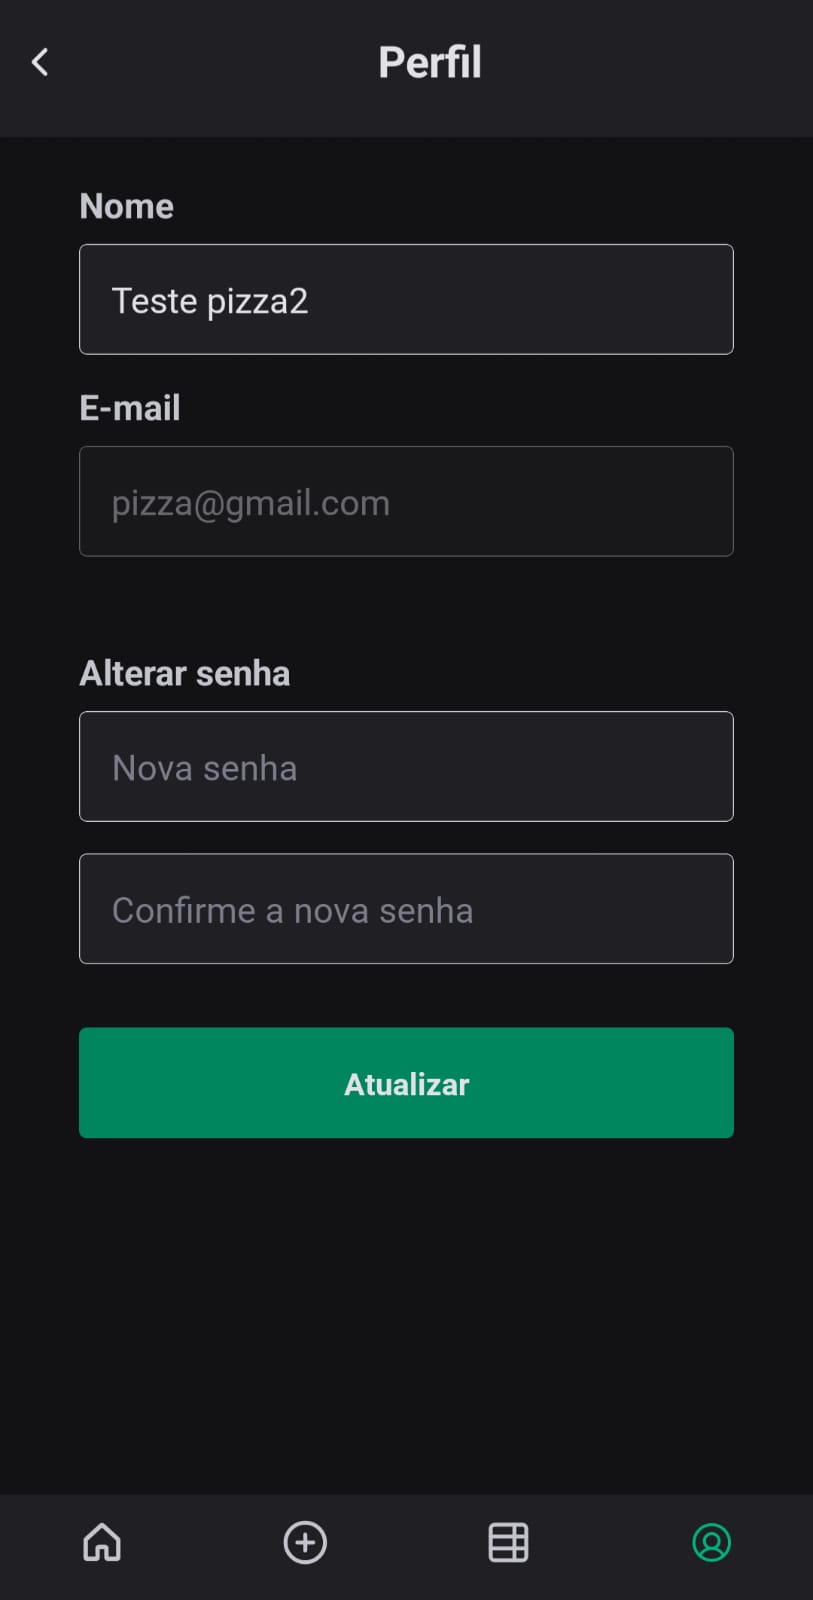 Perfil
Nome
Teste pizza2
E-mail
pizza@gmail.com
Alterar senha
Nova senha
Confirme a nova senha
Atualizar